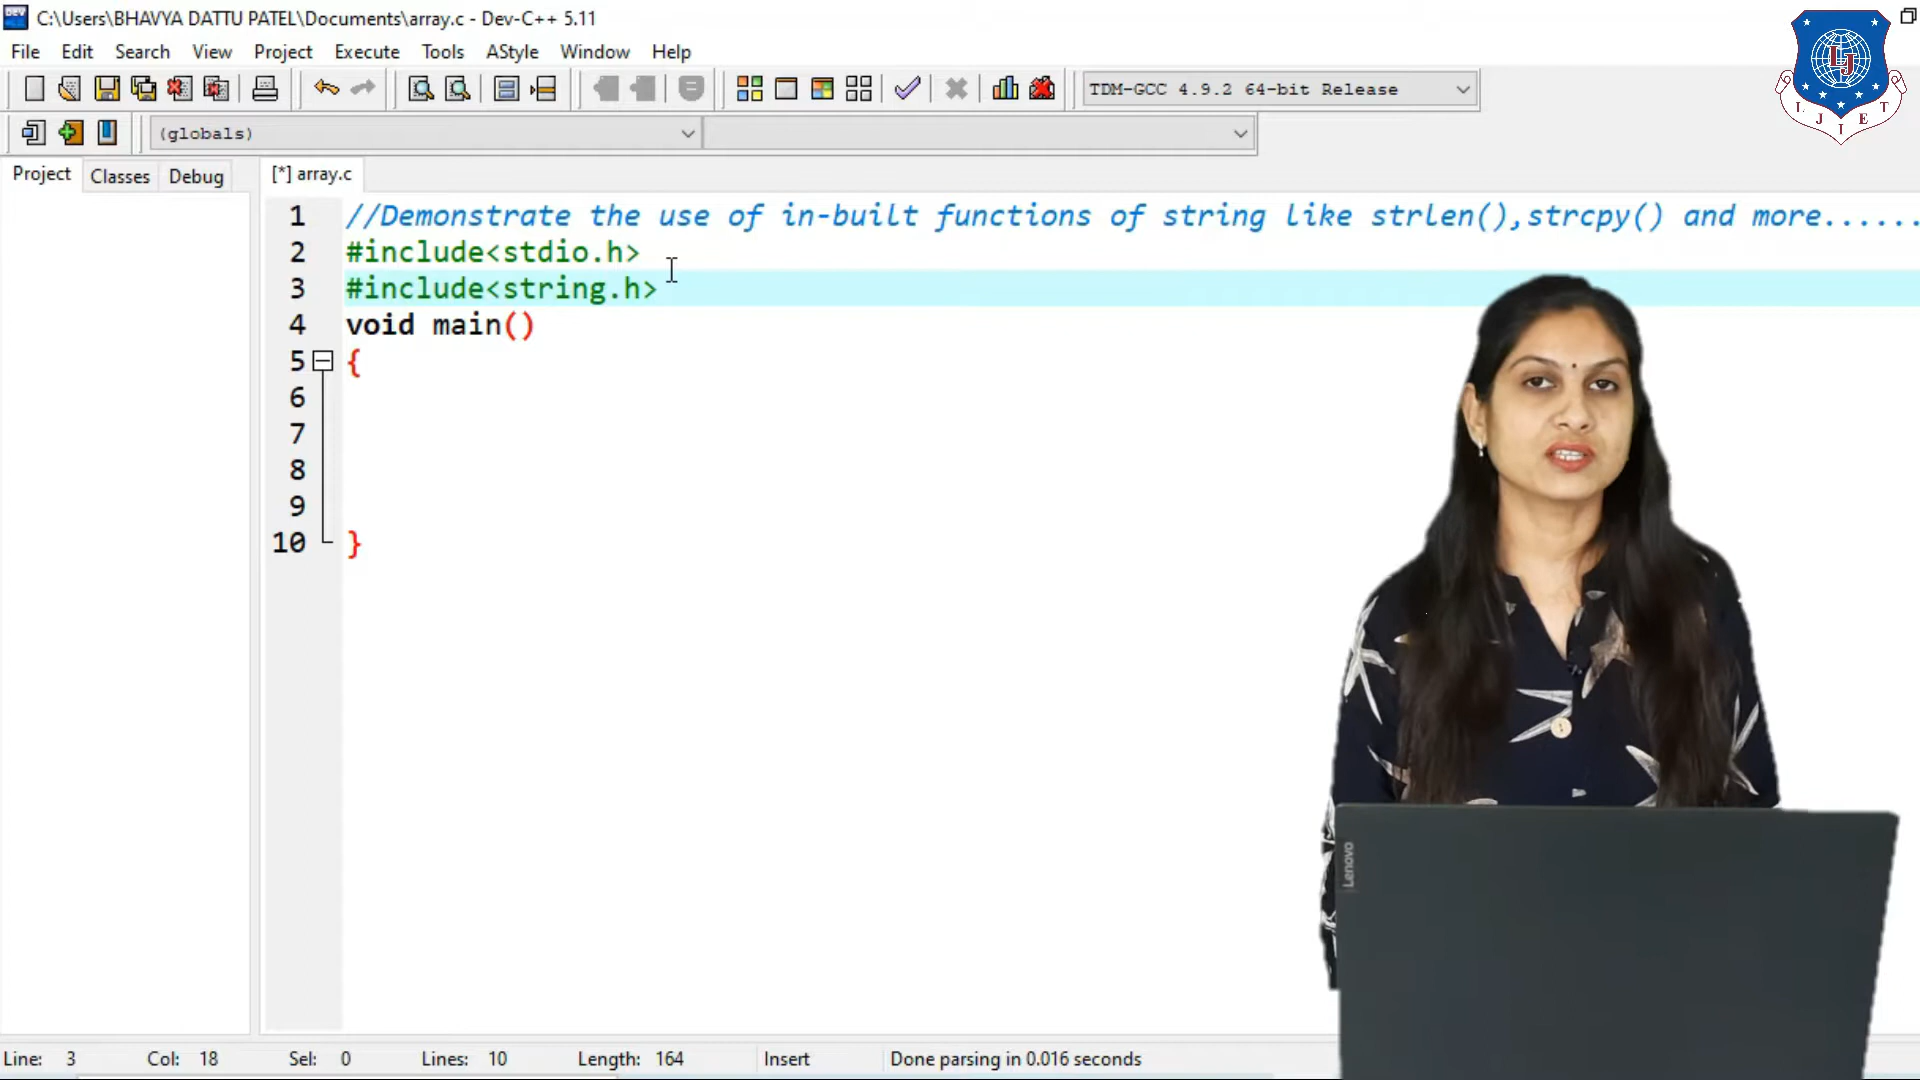 C:\Users\BHAVYA DATTU PATEL\Documents\array.c - Dev-C++ 5.11
File Edit Search View Project Execute Tools AStyle Window Help
TDM-GCC 4.9.2 64-bit Release
(globals)
Project Classes Debug
[*] array.c
1 //Demonstrate the use of in-built functions of string like strlen(),strcpy() and more......
2 #include<stdio.h>
3 #include<string.h>
4 void main()
5 {
6
7
8
9
10 }
Line: 3 Col: 18 Sel: 0 Lines: 10 Length: 164 Insert Done parsing in 0.016 seconds
LJ
L J I E T
Lenovo
DEV